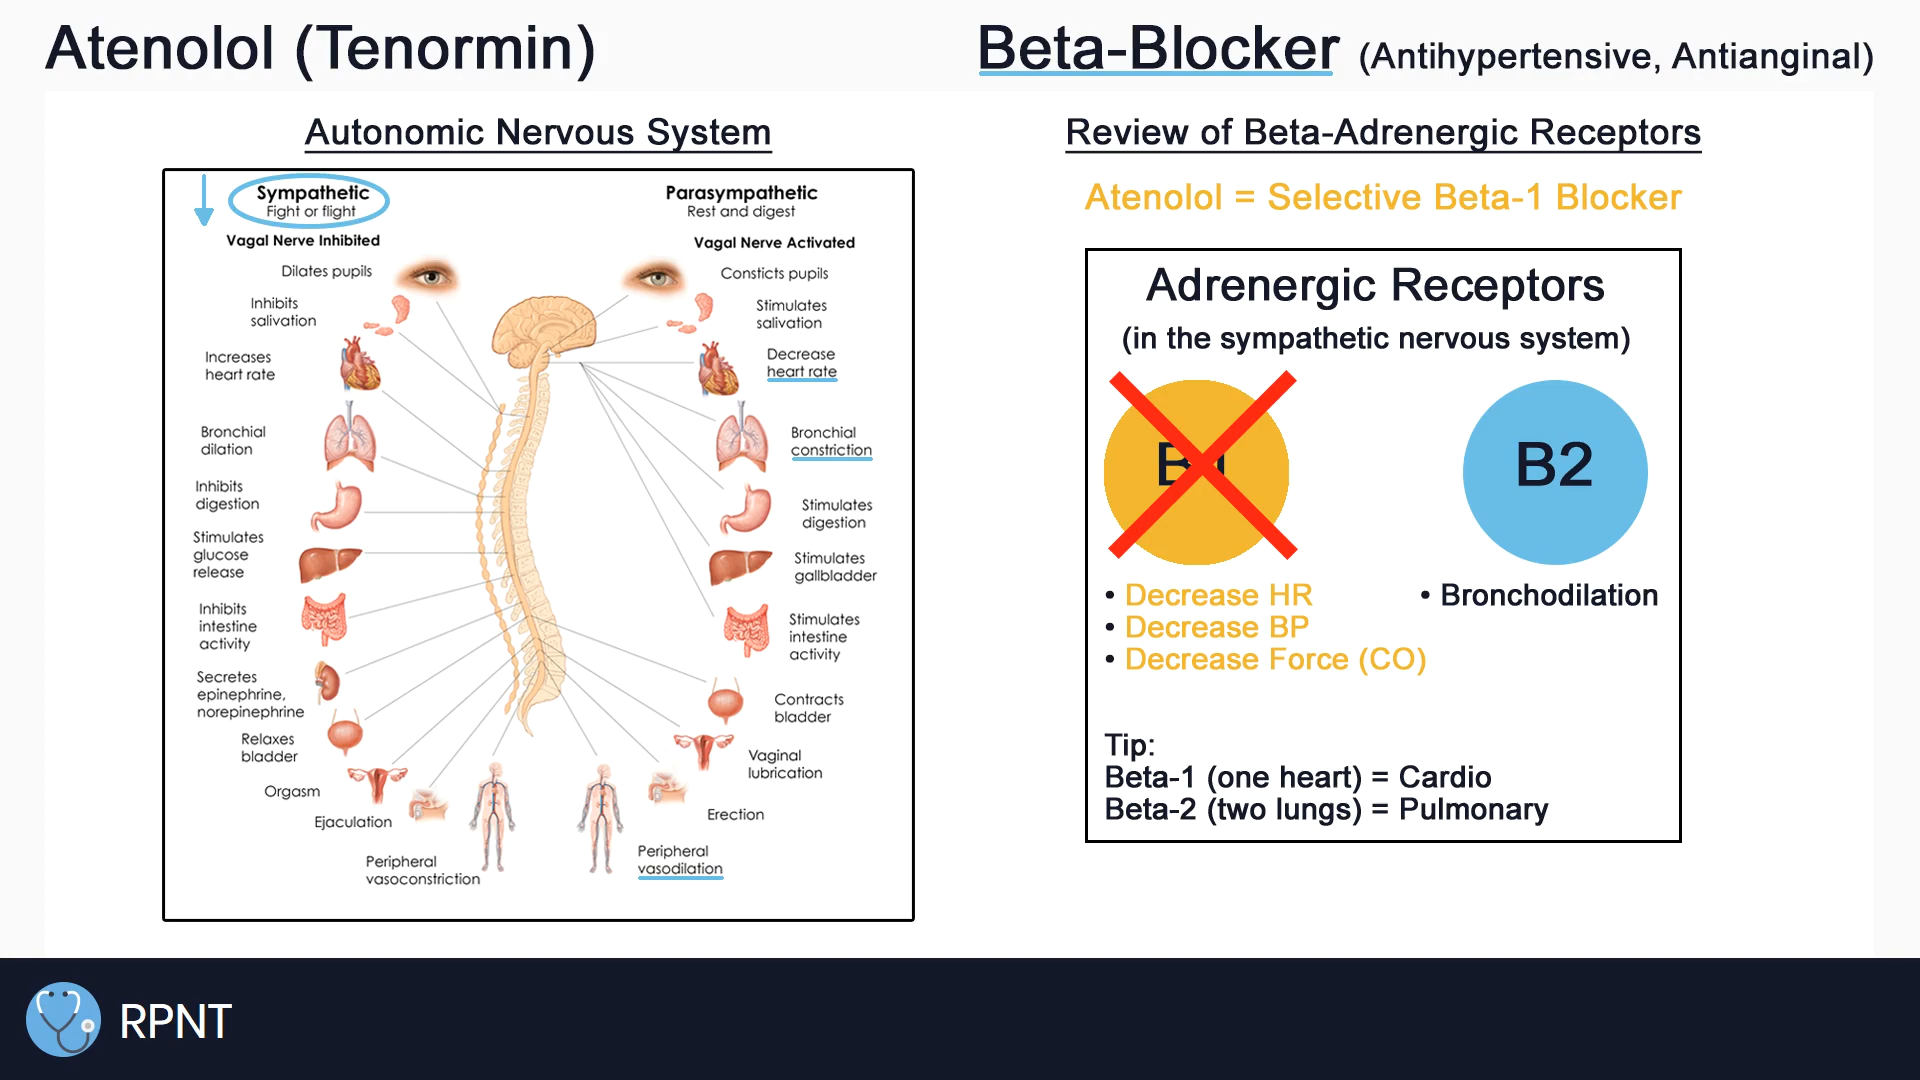 Atenolol (Tenormin)
Beta-Blocker (Antihypertensive, Antianginal)
Autonomic Nervous System
Sympathetic
Fight or flight
Vagal Nerve Inhibited
Dilates pupils
Inhibits
salivation
Increases
heart rate
Bronchial
dilation
Inhibits
digestion
Stimulates
glucose
release
Inhibits
intestine
activity
Secretes
epinephrine,
norepinephrine
Relaxes
bladder
Orgasm
Ejaculation
Peripheral
vasoconstriction
Parasympathetic
Rest and digest
Vagal Nerve Activated
Consticts pupils
Stimulates
salivation
Decrease
heart rate
Bronchial
constriction
Stimulates
digestion
Stimulates
gallbladder
Stimulates
intestine
activity
Contracts
bladder
Vaginal
lubrication
Erection
Peripheral
vasodilation
Review of Beta-Adrenergic Receptors
Atenolol = Selective Beta-1 Blocker
Adrenergic Receptors
(in the sympathetic nervous system)
B1
• Decrease HR
• Decrease BP
• Decrease Force (CO)
B2
• Bronchodilation
Tip:
Beta-1 (one heart) = Cardio
Beta-2 (two lungs) = Pulmonary
RPNT